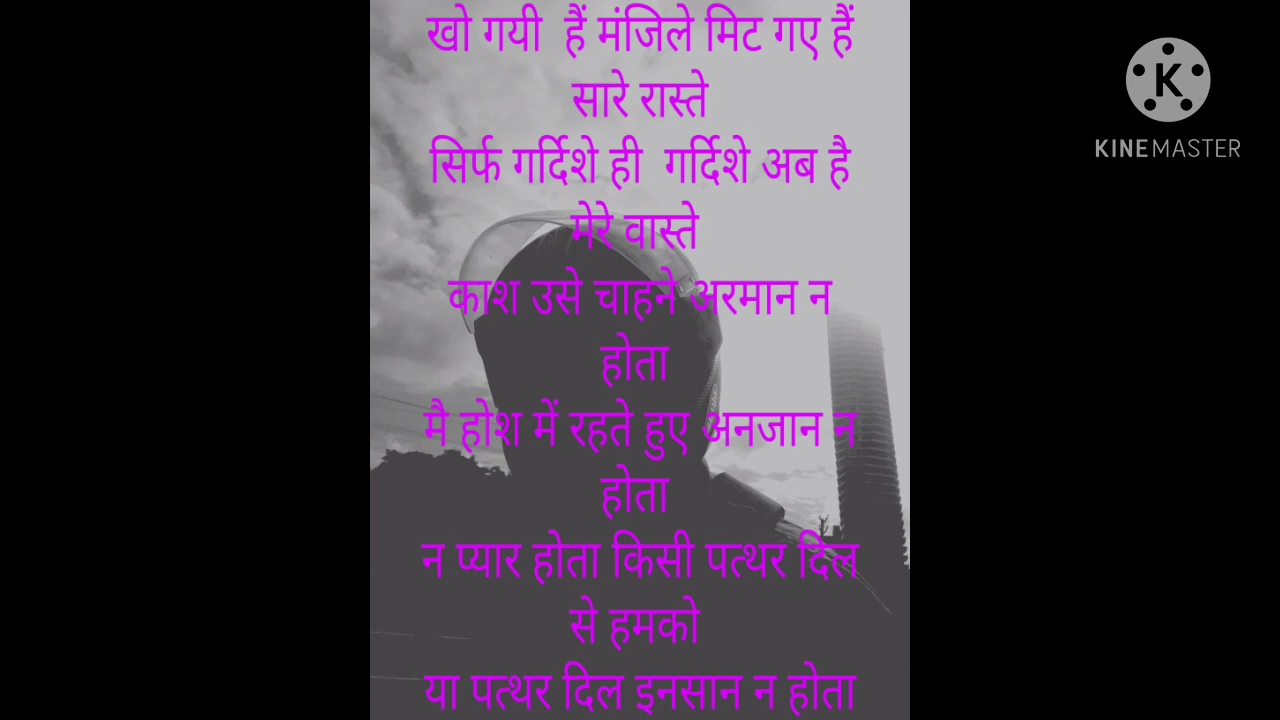 खो गयी हैं मंजिले मिट गए हैं
सारे रास्ते
सिर्फ गर्दिशे ही गर्दिशे अब है
मेरे वास्ते
काश उसे चाहने अरमान न
होता
मै होश में रहते हुए अनजान न
होता
न प्यार होता किसी पत्थर दिल
से हमको
या पत्थर दिल इनसान न होता
K
KINEMASTER